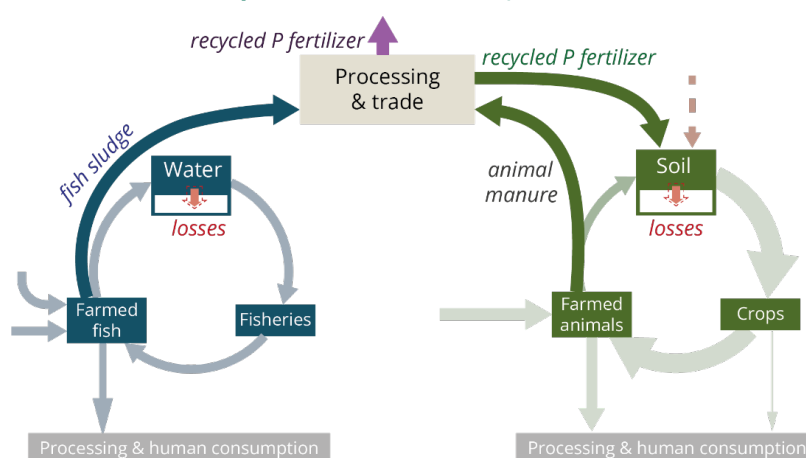 recycled P fertilizer
Processing
& trade
recycled P fertilizer
fish sludge
Water
losses
animal
manure
Soil
losses
Farmed
fish
Fisheries
Farmed
animals
Crops
Processing & human consumption
Processing & human consumption